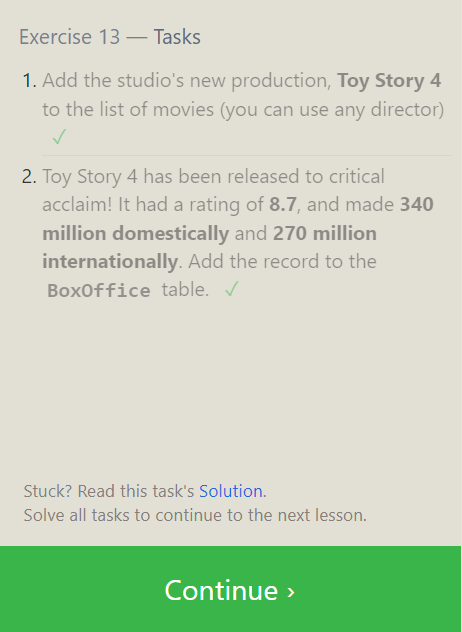 Exercise 13 — Tasks
1. Add the studio's new production, Toy Story 4
to the list of movies (you can use any director)
✓
2. Toy Story 4 has been released to critical
acclaim! It had a rating of 8.7, and made 340
million domestically and 270 million
internationally. Add the record to the
BoxOffice table. ✓
Stuck? Read this task's Solution.
Solve all tasks to continue to the next lesson.
Continue ›